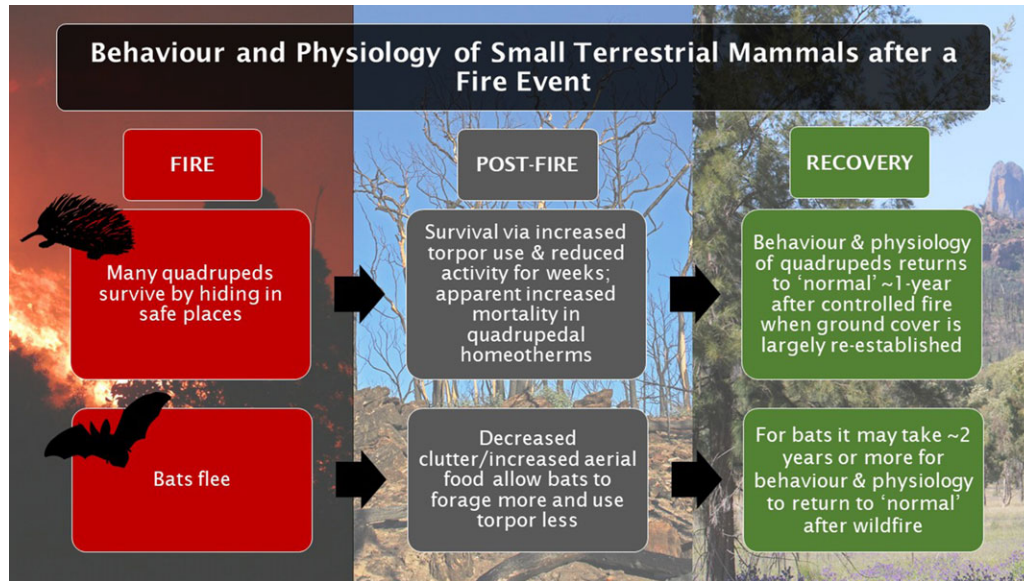 Behaviour and Physiology of Small Terrestrial Mammals after a
Fire Event
FIRE
POST-FIRE
RECOVERY
Many quadrupeds
survive by hiding in
safe places
Survival via increased
torpor use & reduced
activity for weeks;
apparent increased
mortality in
quadrupedal
homeotherms
Behaviour & physiology
of quadrupeds returns
to ‘normal’ ~1-year
after controlled fire
when ground cover is
largely re-established
Bats flee
Decreased
clutter/increased aerial
food allow bats to
forage more and use
torpor less
For bats it may take ~2
years or more for
behaviour & physiology
to return to ‘normal’
after wildfire